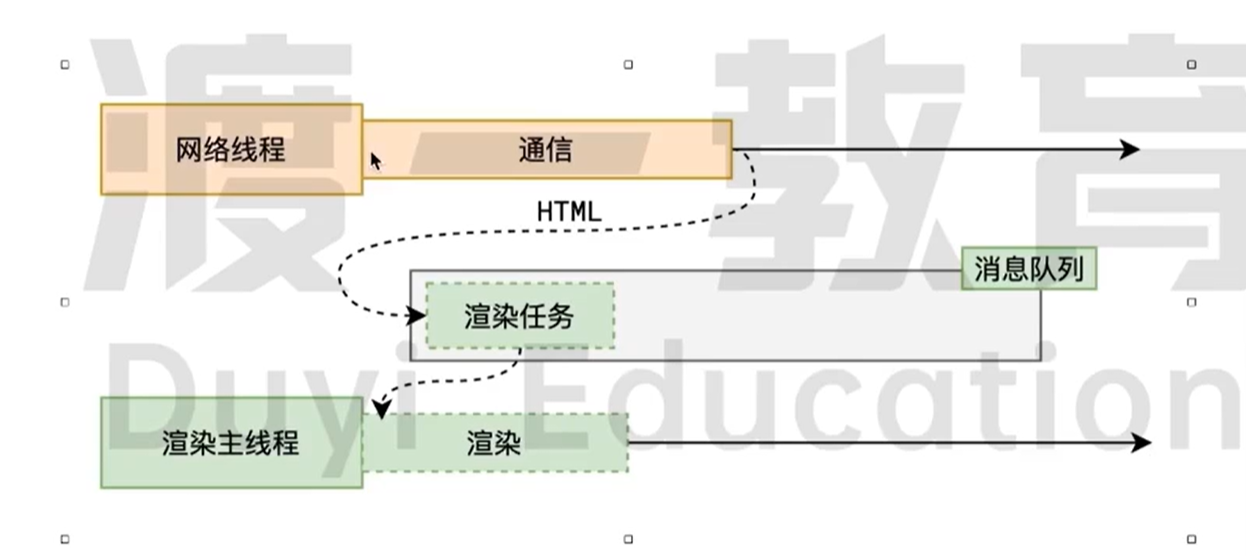 渡 教育
网络线程
通信
HTML
消息队列
渲染任务
Duyi Education
渲染主线程
渲染